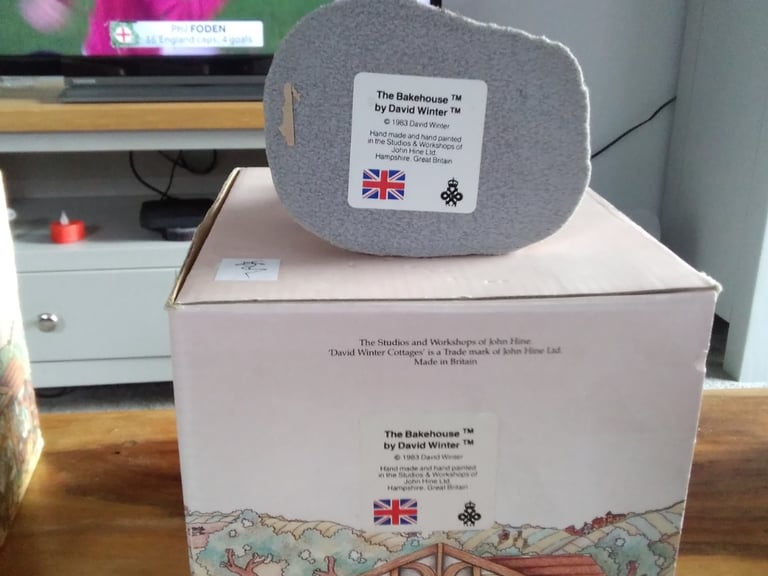 Phil FODEN
36 England caps, 4 goals
The Bakehouse ™
by David Winter ™
© 1983 David Winter
Hand made and hand painted
in the Studios & Workshops of
John Hine Ltd.
Hampshire, Great Britain
The Studios and Workshops of John Hine.
'David Winter Cottages' is a Trade mark of John Hine Ltd.
Made in Britain
The Bakehouse ™
by David Winter ™
© 1983 David Winter
Hand made and hand painted
in the Studios & Workshops of
John Hine Ltd.
Hampshire, Great Britain